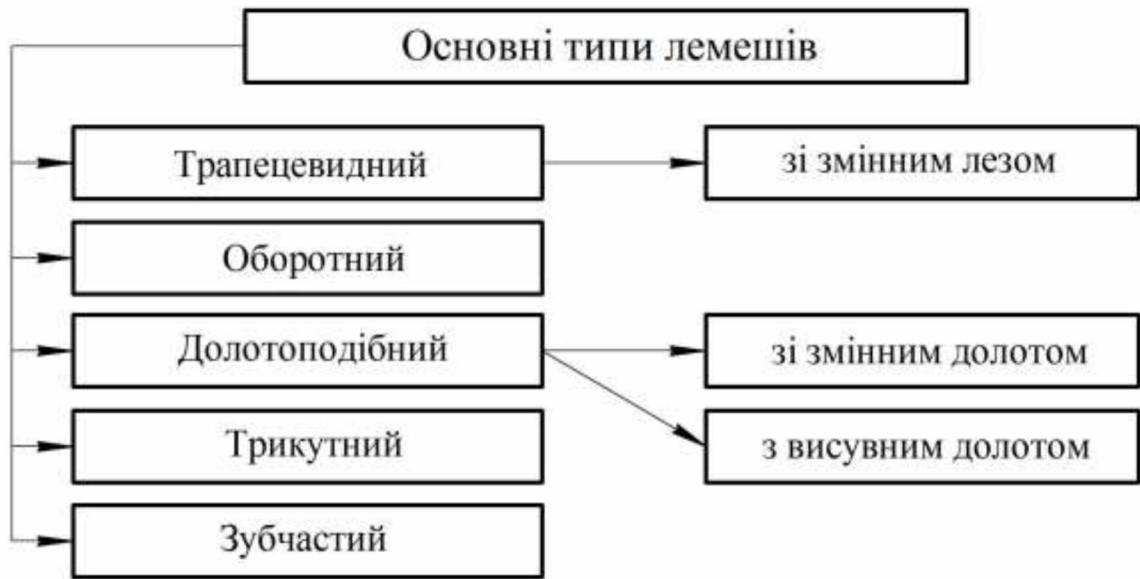 Основні типи лемешів
Трапецевидний
зі змінним лезом
Оборотний
Долотоподібний
зі змінним долотом
Трикутний
з висувним долотом
Зубчастий